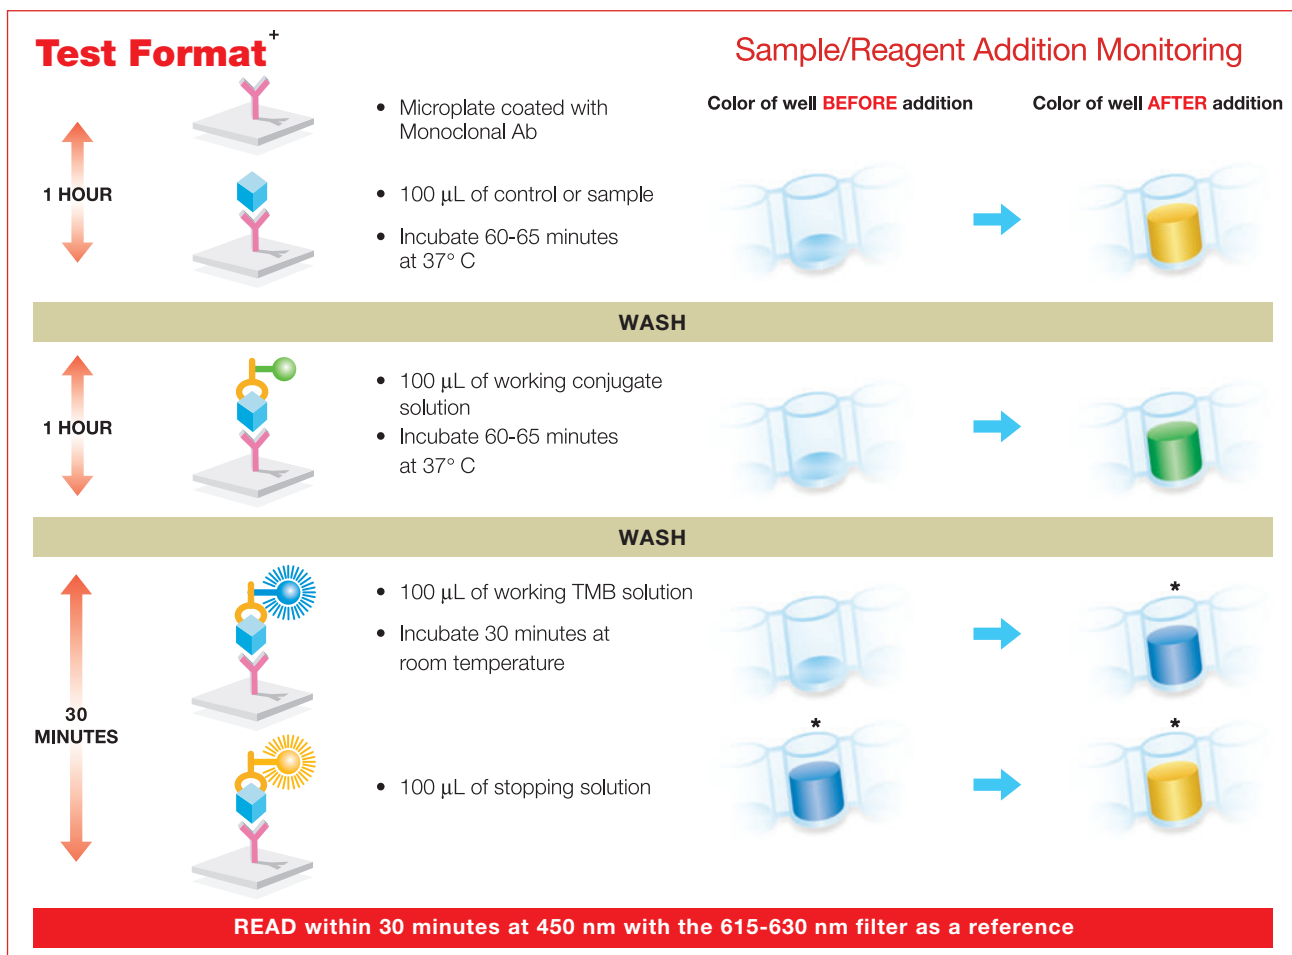 Test Format+
Sample/Reagent Addition Monitoring
Color of well BEFORE addition
Color of well AFTER addition
1 HOUR
• Microplate coated with
Monoclonal Ab
• 100 µL of control or sample
• Incubate 60-65 minutes
at 37° C
WASH
1 HOUR
• 100 µL of working conjugate
solution
• Incubate 60-65 minutes
at 37° C
WASH
30
MINUTES
• 100 µL of working TMB solution
• Incubate 30 minutes at
room temperature
*
* *
• 100 µL of stopping solution
READ within 30 minutes at 450 nm with the 615-630 nm filter as a reference